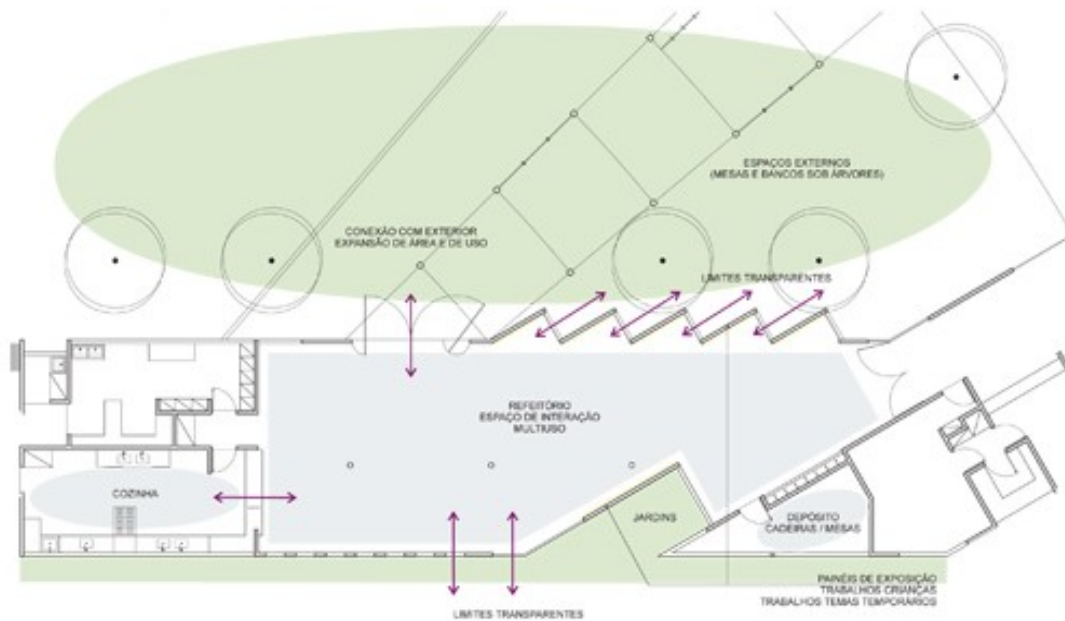 ESPAÇOS EXTERNOS
(MESAS E BANCOS SOB ÁRVORES)
CONEXÃO COM EXTERIOR
EXPANSÃO DE ÁREA E DE USO
LIMITES TRANSPARENTES
REFEITÓRIO
ESPAÇO DE INTERAÇÃO
MULTIUSO
COZINHA
JARDINS
DEPÓSITO
CADEIRAS / MESAS
PAINÉIS DE EXPOSIÇÃO
TRABALHOS CRIANÇAS
TRABALHOS TEMAS TEMPORÁRIOS
LIMITES TRANSPARENTES